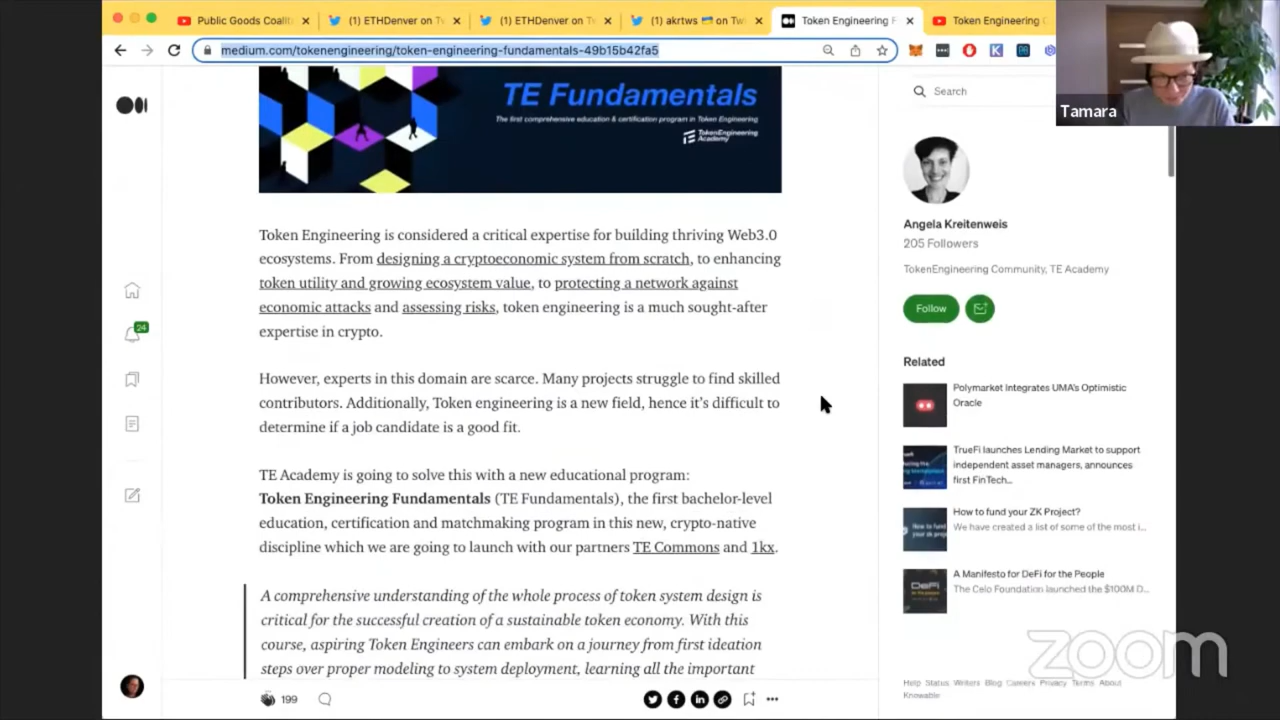 Public Goods Coalit
(1) ETHDenver on T
(1) ETHDenver on Tw
(1) akrtws
on Tw
Token Engineering F
Token Engineering C
medium.com/tokenengineering/token-engineering-fundamentals-49b15b42fa5
Tamara
TE Fundamentals
The first comprehensive education & certification program in Token Engineering
TokenEngineering
Academy
Search
Angela Kreitenweis
205 Followers
TokenEngineering Community, TE Academy
Follow
Token Engineering is considered a critical expertise for building thriving Web3.0
ecosystems. From designing a cryptoeconomic system from scratch, to enhancing
token utility and growing ecosystem value, to protecting a network against
economic attacks and assessing risks, token engineering is a much sought-after
expertise in crypto.
24
However, experts in this domain are scarce. Many projects struggle to find skilled
contributors. Additionally, Token engineering is a new field, hence it's difficult to
determine if a job candidate is a good fit.
TE Academy is going to solve this with a new educational program:
Token Engineering Fundamentals (TE Fundamentals), the first bachelor-level
education, certification and matchmaking program in this new, crypto-native
discipline which we are going to launch with our partners TE Commons and 1kx.
A comprehensive understanding of the whole process of token system design is
critical for the successful creation of a sustainable token economy. With this
course, aspiring Token Engineers can embark on a journey from first ideation
steps over proper modeling to system deployment, learning all the important
199
Related
Polymarket Integrates UMA's Optimistic
Oracle
TrueFi launches Lending Market to support
independent asset managers, announces
first FinTech...
How to fund your ZK Project?
We have created a list of some of the most i...
A Manifesto for DeFi for the People
The Celo Foundation launched the $100M D...
DeFi
Help Status Writers Blog Careers Privacy Terms About
Knowable
zoom